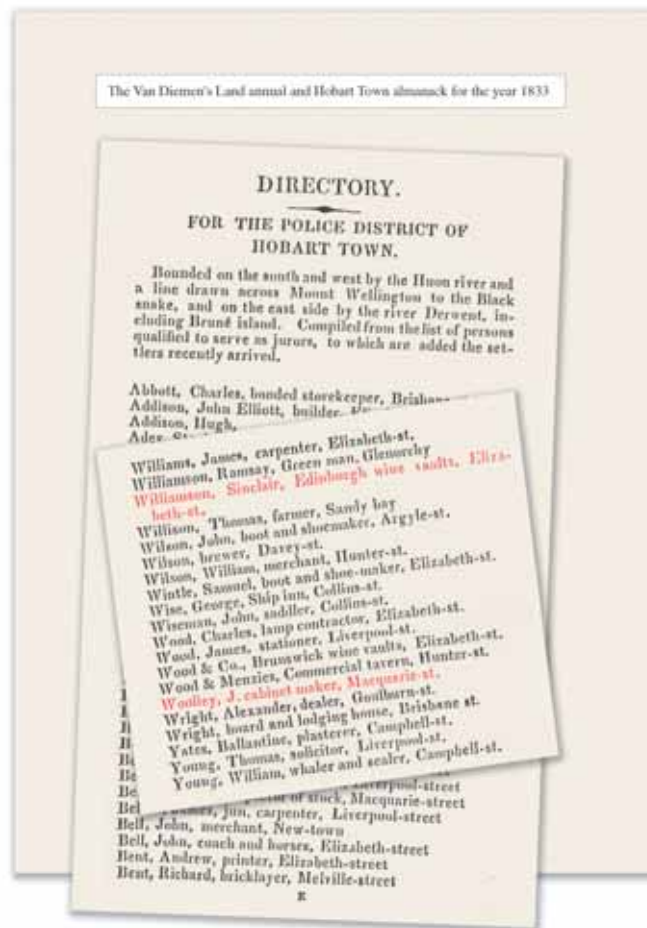 The Van Diemen's Land annual and Hobart Town almanack for the year 1833
DIRECTORY.
FOR THE POLICE DISTRICT OF
HOBART TOWN.
Bounded on the south and west by the Huon river and
a line drawn across Mount Wellington to the Black
snake, and on the east side by the river Derwent, in-
cluding Bruné island. Compiled from the list of persons
qualified to serve as jurors, to which are added the set-
tlers recently arrived.
Abbott, Charles, bonded storekeeper,
Addison, John Elliott, builder,
Addison, Hugh,
Williams, James, carpenter, Elizabeth-st.
Williamson, Ramsay, Green man, Glenorchy
Williamson, Sinclair, Edinburgh wine vaults, Eliza-
beth-st.
Willison, Thomas, farmer, Sandy bay
Wilson, John, boot and shoemaker, Argyle-st.
Wilson, brewer, Davey-st.
Wilson, William, merchant, Hunter-st.
Wintle, Samuel, boot and shoe-maker, Elizabeth-st.
Wise, George, Ship inn, Collins-st.
Wiseman, John, saddler, Collins-st.
Wood, Charles, lamp contractor, Elizabeth-st.
Wood, James, stationer, Liverpool-st.
Wood & Co., Brunswick wine vaults, Elizabeth-st.
Wood & Menzies, Commercial tavern, Hunter-st.
Woolley, J. cabinet maker, Macquarie-st.
Wright, Alexander, dealer, Goulburn-st.
Wright, board and lodging house, Brisbane st.
Yates, Ballantine, plasterer, Campbell-st.
Young, Thomas, solicitor, Liverpool-st.
Young, William, whaler and sealer, Campbell-st.
of stock, Macquarie-street
jun, carpenter, Liverpool-street
Bell, John, merchant, New-town
Bell, John, coach and horses, Elizabeth-street
Bent, Andrew, printer, Elizabeth-street
Bent, Richard, bricklayer, Melville-street
E